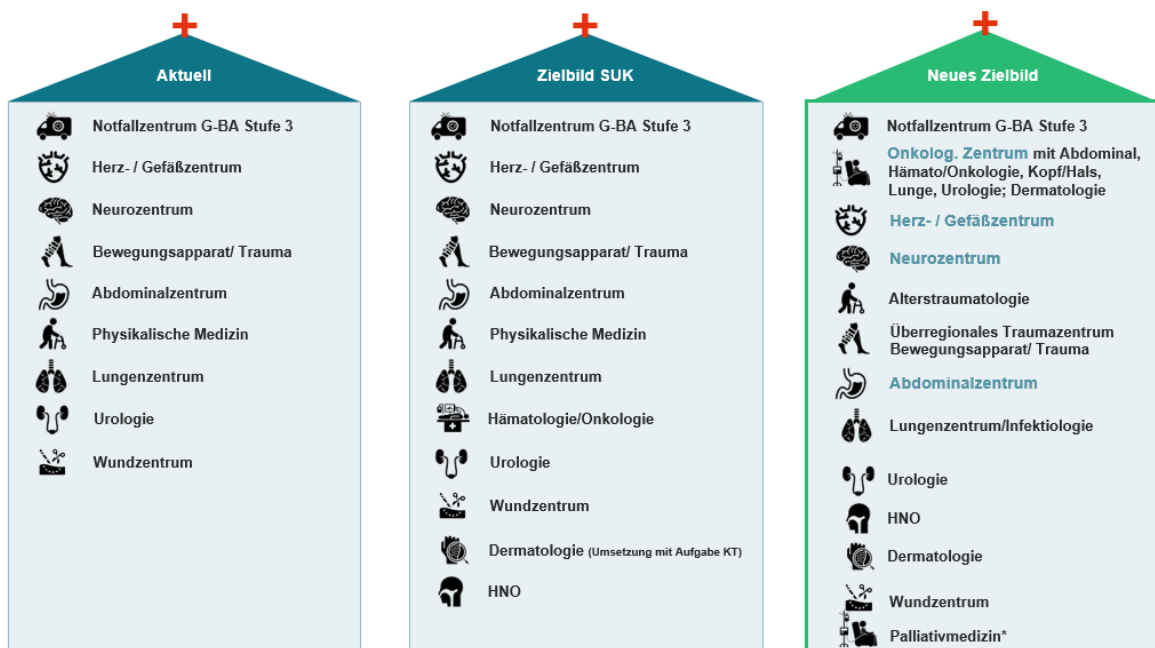 Aktuell
Notfallzentrum G-BA Stufe 3
Herz- / Gefäßzentrum
Neurozentrum
Bewegungsapparat/ Trauma
Abdominalzentrum
Physikalische Medizin
Lungenzentrum
Urologie
Wundzentrum
Zielbild SUK
Notfallzentrum G-BA Stufe 3
Herz- / Gefäßzentrum
Neurozentrum
Bewegungsapparat/ Trauma
Abdominalzentrum
Physikalische Medizin
Lungenzentrum
Hämatologie/Onkologie
Urologie
Wundzentrum
Dermatologie (Umsetzung mit Aufgabe KT)
HNO
Neues Zielbild
Notfallzentrum G-BA Stufe 3
Onkolog. Zentrum mit Abdominal,
Hämato/Onkologie, Kopf/Hals,
Lunge, Urologie; Dermatologie
Herz- / Gefäßzentrum
Neurozentrum
Alterstraumatologie
Überregionales Traumazentrum
Bewegungsapparat/ Trauma
Abdominalzentrum
Lungenzentrum/Infektiologie
Urologie
HNO
Dermatologie
Wundzentrum
Palliativmedizin*